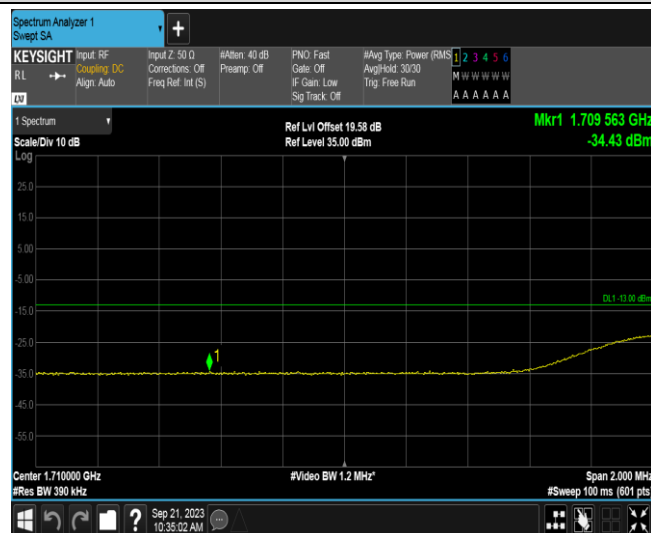 Spectrum Analyzer 1
Swept SA
+
KEYSIGHT
RL
Input: RF
Coupling: DC
Align: Auto
Input Z: 50 Ω
Corrections: Off
Freq Ref: Int (S)
#Atten: 40 dB
Preamp: Off
PNO: Fast
Gate: Off
IF Gain: Low
Sig Track: Off
#Avg Type: Power (RMS
Avg|Hold: 30/30
Trig: Free Run
1 2 3 4 5 6
M W W W W W
A A A A A A
1 Spectrum
Scale/Div 10 dB
Ref Lvl Offset 19.58 dB
Ref Level 35.00 dBm
Mkr1 1.709 563 GHz
-34.43 dBm
Log
25.0
15.0
5.00
-5.00
DL1 -13.00 dBm
-15.0
-25.0
1
-35.0
-45.0
-55.0
Center 1.710000 GHz
#Res BW 390 kHz
#Video BW 1.2 MHz*
Span 2.000 MHz
#Sweep 100 ms (601 pts)
?
Sep 21, 2023
10:35:02 AM